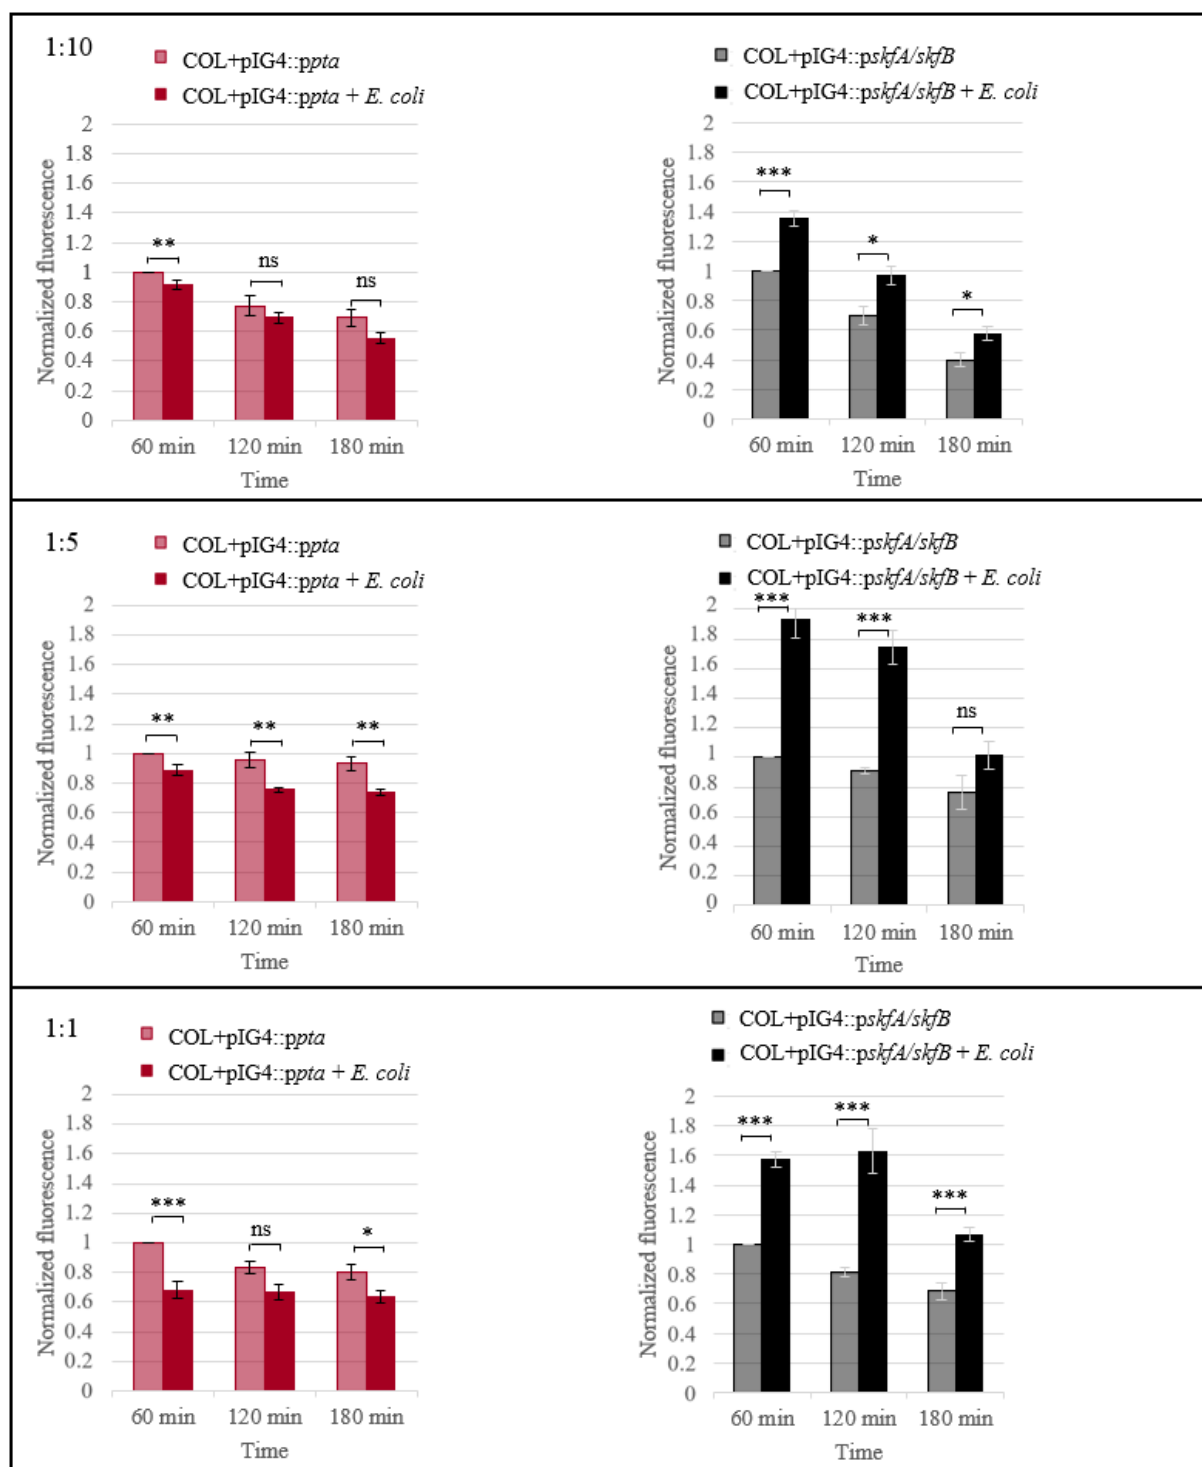 1:10
COL+pIG4::ppta
COL+pIG4::ppta + E. coli
Normalized fluorescence
2
1.8
1.6
1.4
1.2
1
0.8
0.6
0.4
0.2
0
**
ns
ns
60 min 120 min 180 min
Time
COL+pIG4::pskfA/skfB
COL+pIG4::pskfA/skfB + E. coli
Normalized fluorescence
2
1.8
1.6
1.4
1.2
1
0.8
0.6
0.4
0.2
0
***
*
*
60 min 120 min 180 min
Time
1:5
COL+pIG4::ppta
COL+pIG4::ppta + E. coli
Normalized fluorescence
2
1.8
1.6
1.4
1.2
1
0.8
0.6
0.4
0.2
0
**
**
**
60 min 120 min 180 min
Time
COL+pIG4::pskfA/skfB
COL+pIG4::pskfA/skfB + E. coli
Normalized fluorescence
2
1.8
1.6
1.4
1.2
1
0.8
0.6
0.4
0.2
0
***
***
ns
60 min 120 min 180 min
Time
1:1
COL+pIG4::ppta
COL+pIG4::ppta + E. coli
Normalized fluorescence
2
1.8
1.6
1.4
1.2
1
0.8
0.6
0.4
0.2
0
***
ns
*
60 min 120 min 180 min
Time
COL+pIG4::pskfA/skfB
COL+pIG4::pskfA/skfB + E. coli
Normalized fluorescence
2
1.8
1.6
1.4
1.2
1
0.8
0.6
0.4
0.2
0
***
***
***
60 min 120 min 180 min
Time